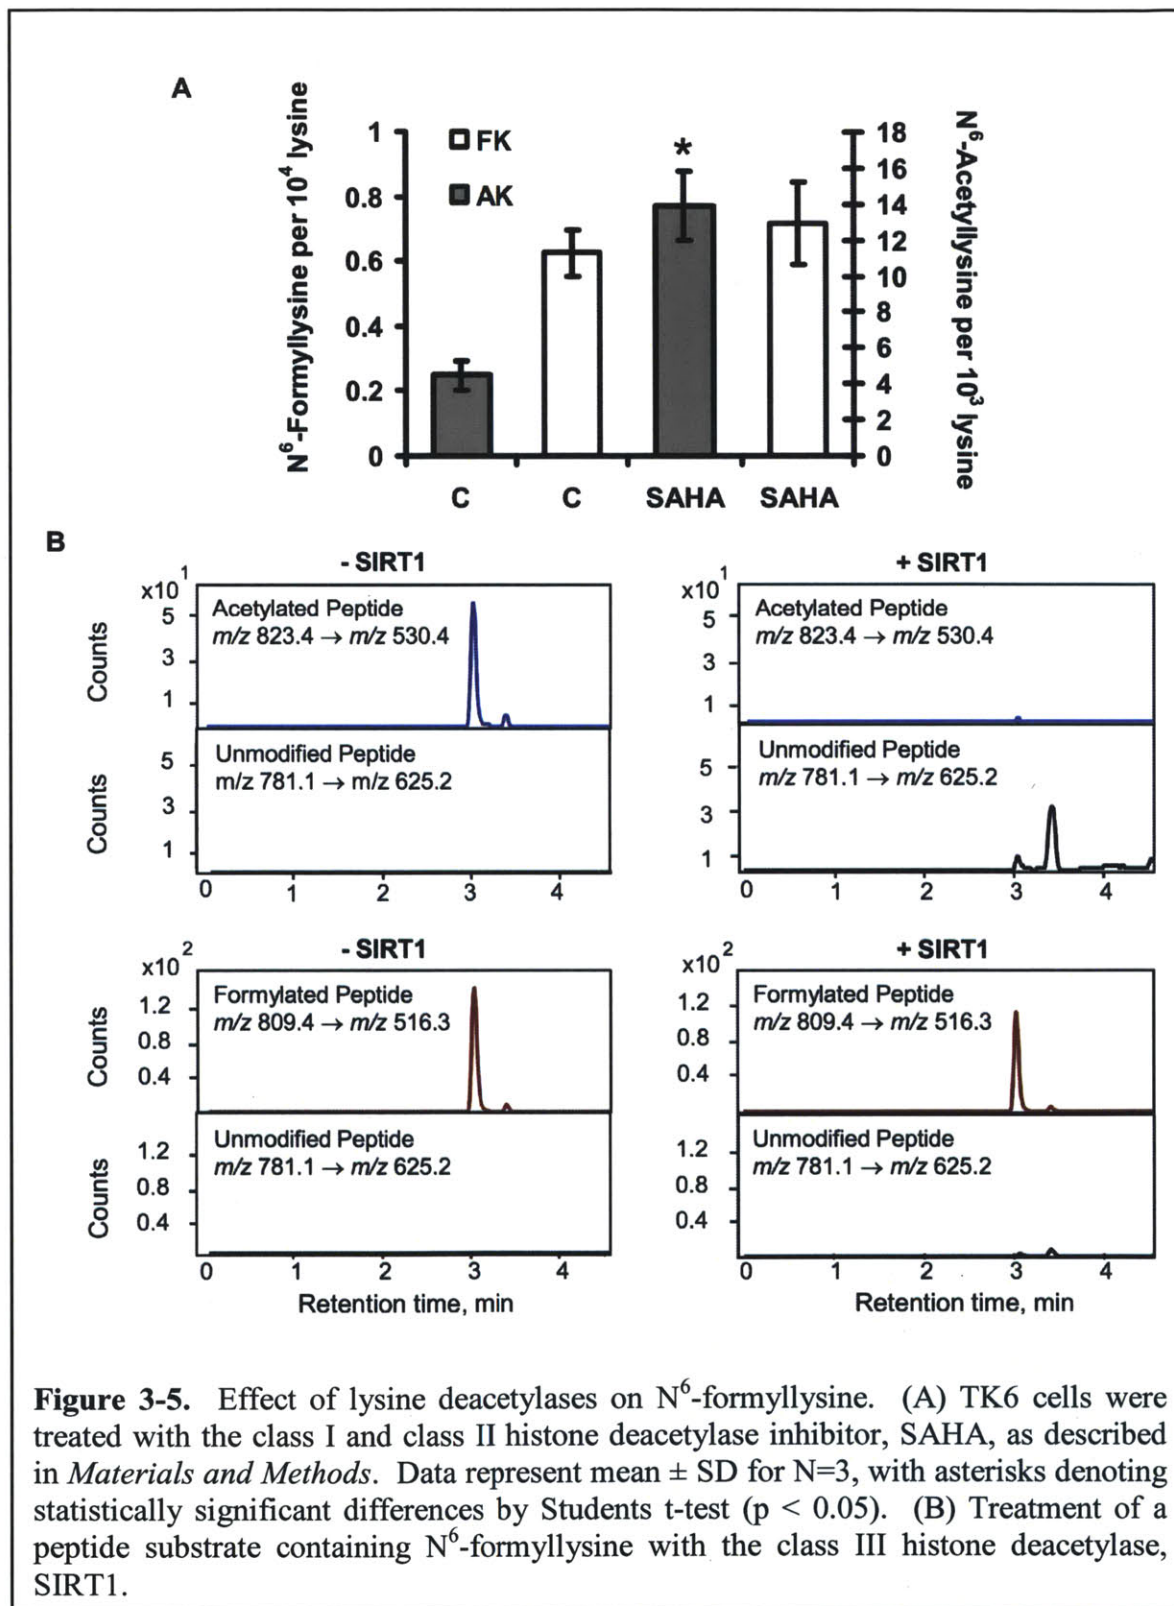 A
N⁶-Formyllysine per 10⁴ lysine
1
0.8
0.6
0.4
0.2
0
FK
AK
*
18
16
14
12
10
8
6
4
2
0
N⁶-Acetyllysine per 10³ lysine
C C SAHA SAHA
B
- SIRT1
x10¹
Counts
5
3
1
Acetylated Peptide
m/z 823.4 → m/z 530.4
Counts
5
3
1
Unmodified Peptide
m/z 781.1 → m/z 625.2
0 1 2 3 4
+ SIRT1
x10¹
5
3
1
Acetylated Peptide
m/z 823.4 → m/z 530.4
5
3
1
Unmodified Peptide
m/z 781.1 → m/z 625.2
0 1 2 3 4
- SIRT1
x10²
Counts
1.2
0.8
0.4
Formylated Peptide
m/z 809.4 → m/z 516.3
Counts
1.2
0.8
0.4
Unmodified Peptide
m/z 781.1 → m/z 625.2
0 1 2 3 4
Retention time, min
+ SIRT1
x10²
1.2
0.8
0.4
Formylated Peptide
m/z 809.4 → m/z 516.3
1.2
0.8
0.4
Unmodified Peptide
m/z 781.1 → m/z 625.2
0 1 2 3 4
Retention time, min
Figure 3-5. Effect of lysine deacetylases on N⁶-formyllysine. (A) TK6 cells were
treated with the class I and class II histone deacetylase inhibitor, SAHA, as described
in Materials and Methods. Data represent mean ± SD for N=3, with asterisks denoting
statistically significant differences by Students t-test (p < 0.05). (B) Treatment of a
peptide substrate containing N⁶-formyllysine with the class III histone deacetylase,
SIRT1.